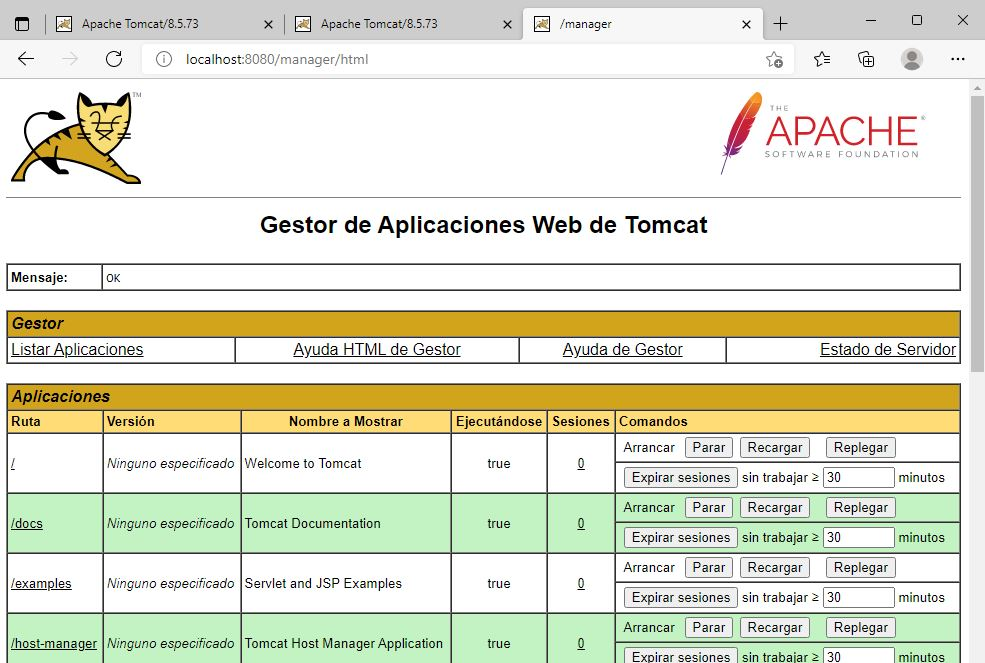 Apache Tomcat/8.5.73
Apache Tomcat/8.5.73
/manager
localhost:8080/manager/html
TM
THE
APACHE®
SOFTWARE FOUNDATION
Gestor de Aplicaciones Web de Tomcat
Mensaje: OK
Gestor
Listar Aplicaciones Ayuda HTML de Gestor Ayuda de Gestor Estado de Servidor
Aplicaciones
Ruta Versión Nombre a Mostrar Ejecutándose Sesiones Comandos
/ Ninguno especificado Welcome to Tomcat true 0 Arrancar Parar Recargar Replegar
Expirar sesiones sin trabajar ≥ 30 minutos
/docs Ninguno especificado Tomcat Documentation true 0 Arrancar Parar Recargar Replegar
Expirar sesiones sin trabajar ≥ 30 minutos
/examples Ninguno especificado Servlet and JSP Examples true 0 Arrancar Parar Recargar Replegar
Expirar sesiones sin trabajar ≥ 30 minutos
/host-manager Ninguno especificado Tomcat Host Manager Application true 0 Arrancar Parar Recargar Replegar
Expirar sesiones sin trabajar ≥ 30 minutos